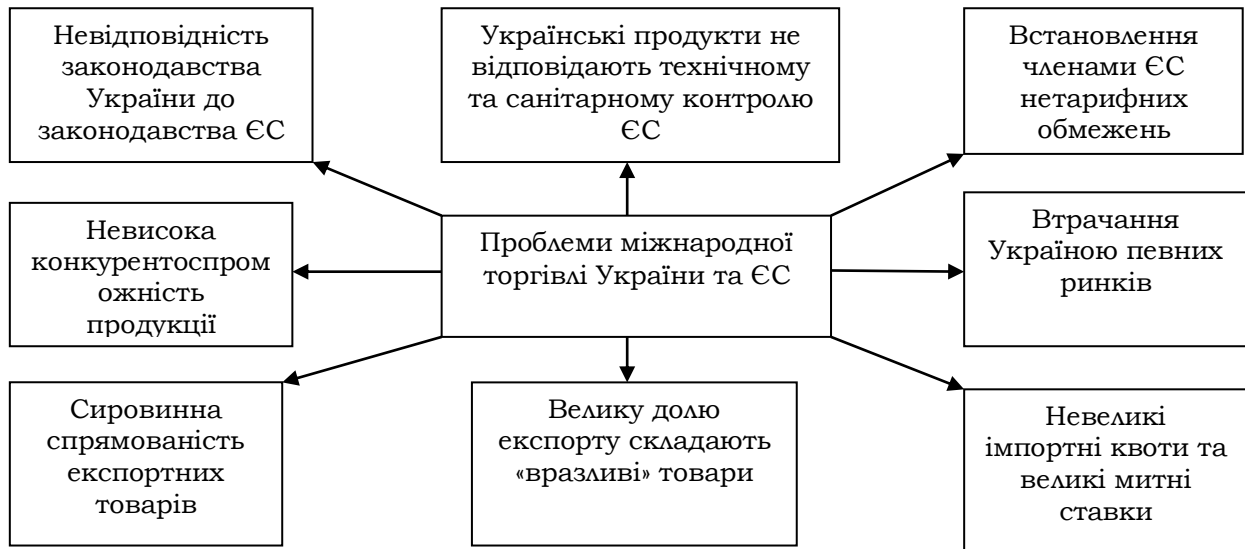 Невідповідність
законодавства
України до
законодавства ЄС
Українські продукти не
відповідають технічному
та санітарному контролю
ЄС
Встановлення
членами ЄС
нетарифних
обмежень
Невисока
конкурентоспром
ожність
продукції
Проблеми міжнародної
торгівлі України та ЄС
Втрачання
Україною певних
ринків
Сировинна
спрямованість
експортних
товарів
Велику долю
експорту складають
«вразливі» товари
Невеликі
імпортні квоти та
великі митні
ставки